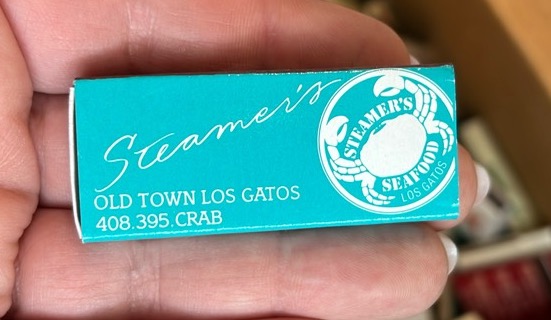 Steamer's
OLD TOWN LOS GATOS
408.395.CRAB
STEAMER'S
SEAFOOD
LOS GATOS